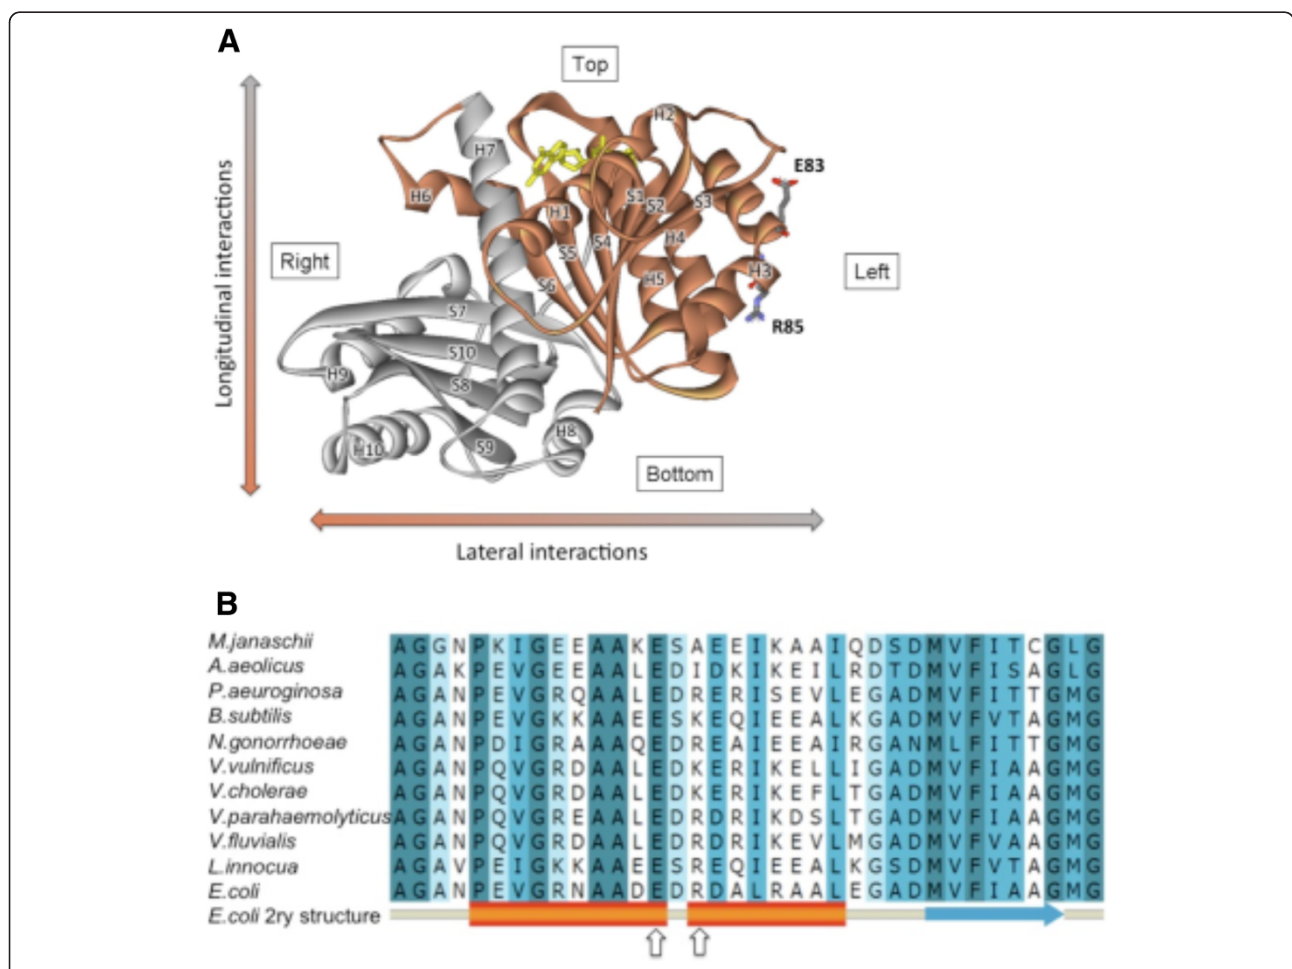 A
Top
H2
E83
H7
H6
S1
S2
S3
H1
H4
S4
S5
H5
H3
S6
Right
Left
R85
S7
S10
H9
S8
H8
S9
H10
Bottom
Longitudinal interactions
Lateral interactions
B
M.janaschii A G G N P K I G E E A A K E S A E E I K A A I Q D S D M V F I T C G L G
A.aeolicus A G A K P E V G E E A A L E D I D K I K E I L R D T D M V F I S A G L G
P.aeuroginosa A G A N P E V G R Q A A L E D R E R I S E V L E G A D M V F I T T G M G
B.subtilis A G A N P E V G K K A A E E S K E Q I E E A L K G A D M V F V T A G M G
N.gonorrhoeae A G A N P D I G R A A A Q E D R E A I E E A I R G A N M L F I T T G M G
V.vulnificus A G A N P Q V G R D A A L E D K E R I K E L L I G A D M V F I A A G M G
V.cholerae A G A N P Q V G R D A A L E D K E R I K E F L T G A D M V F I A A G M G
V.parahaemolyticus A G A N P Q V G R E A A L E D R D R I K D S L T G A D M V F I A A G M G
V.fluvialis A G A N P Q V G R D A A L E D R D R I K E V L M G A D M V F V A A G M G
L.innocua A G A V P E I G K K A A E E S R E Q I E E A L K G S D M V F V T A G M G
E.coli A G A N P E V G R N A A D E D R D A L R A A L E G A D M V F I A A G M G
E.coli 2ry structure